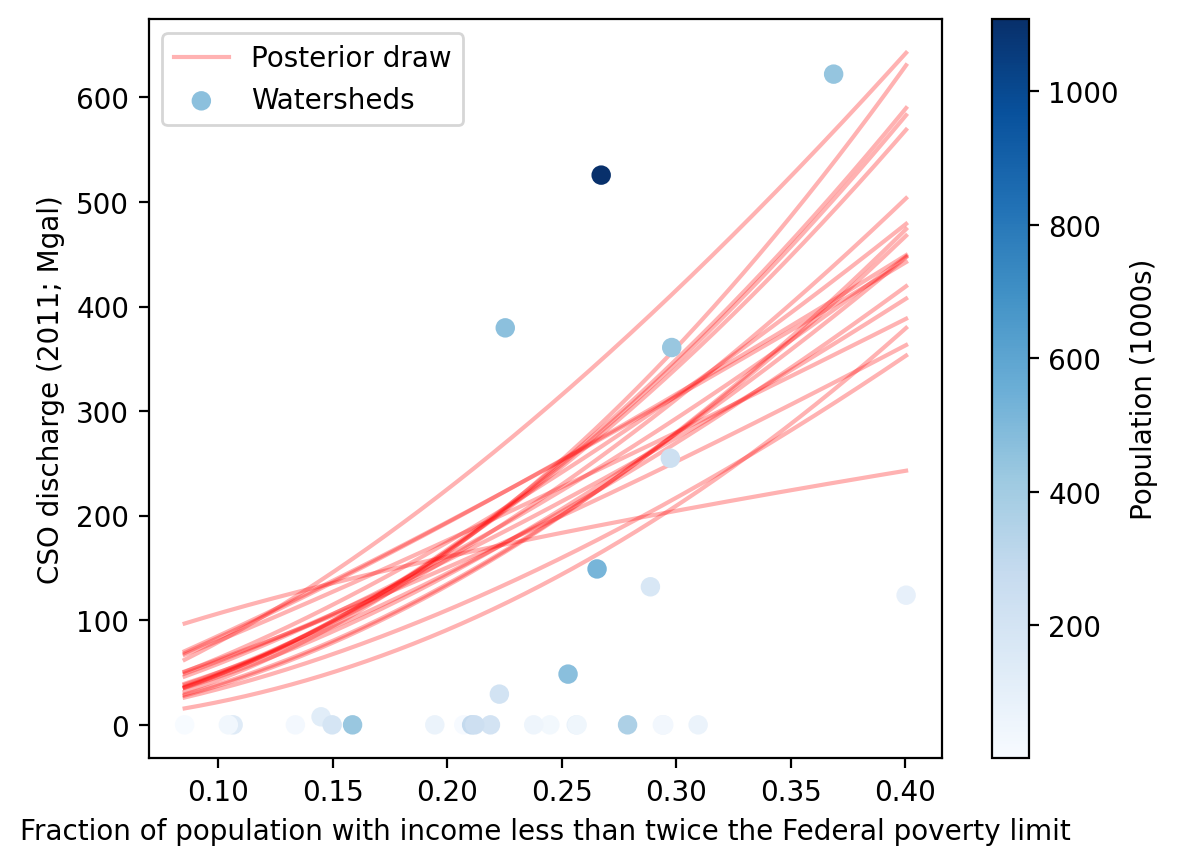 Posterior draw
Watersheds
600
500
400
300
200
100
0
CSO discharge (2011; Mgal)
0.10 0.15 0.20 0.25 0.30 0.35 0.40
Fraction of population with income less than twice the Federal poverty limit
1000
800
600
400
200
Population (1000s)